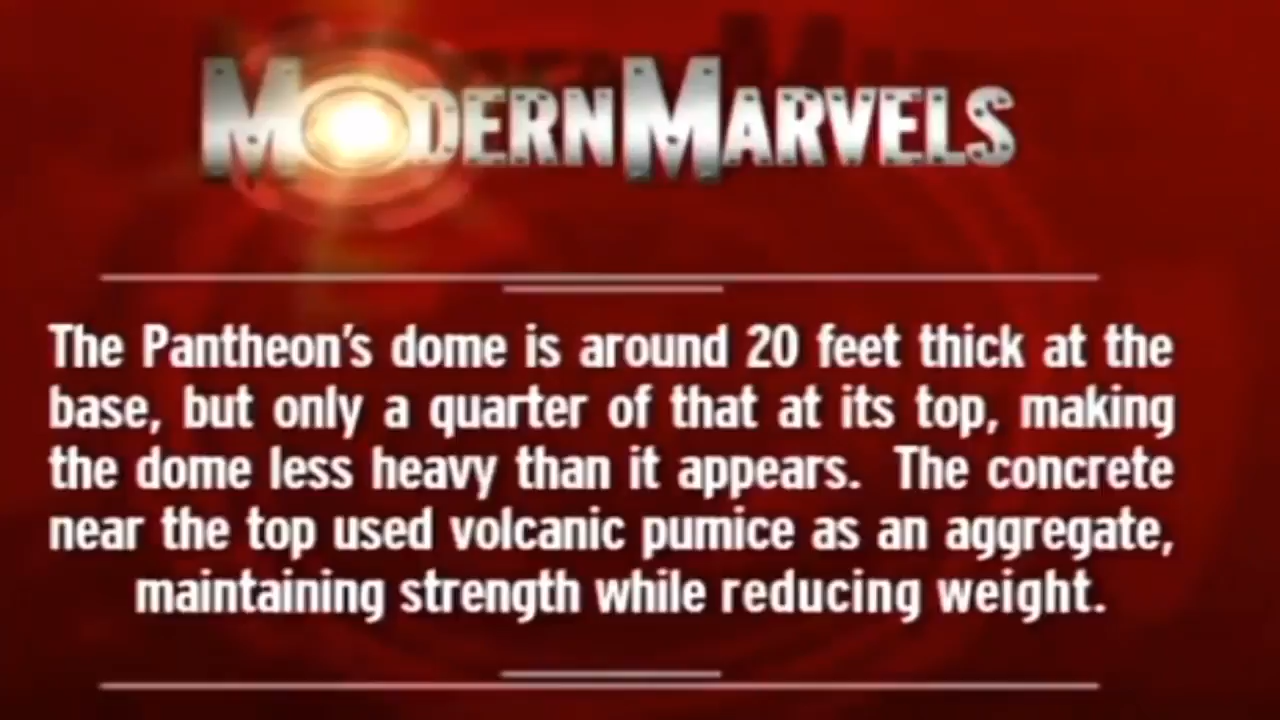 MODERN MARVELS
The Pantheon's dome is around 20 feet thick at the
base, but only a quarter of that at its top, making
the dome less heavy than it appears.  The concrete
near the top used volcanic pumice as an aggregate,
maintaining strength while reducing weight.